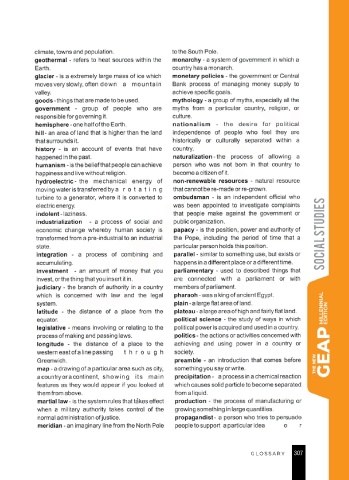 climate, towns and population.
geothermal - refers to heat sources within the
Earth.
glacier - is a extremely large mass of ice which
moves very slowly, often down a mountain
valley.
goods - things that are made to be used.
government - group of people who are
responsible for governing it.
hemisphere - one half of the Earth.
hill - an area of land that is higher than the land
that surrounds it.
history - is an account of events that have
happened in the past.
humanism - is the belief that people can achieve
happiness and live without religion.
hydroelectric - the mechanical energy of
moving water is transferred by a rotating
turbine to a generator, where it is converted to
electric energy.
indolent - laziness.
industrialization - a process of social and
economic change whereby human society is
transformed from a pre-industrial to an industrial
state.
integration - a process of combining and
accumulating.
investment - an amount of money that you
invest, or the thing that you insert it in.
judiciary - the branch of authority in a country
which is concerned with law and the legal
system.
latitude - the distance of a place from the
equator.
legislative - means involving or relating to the
process of making and passing laws.
longitude - the distance of a place to the
western east of a line passing through
Greenwich.
map - a drawing of a particular area such as city,
a country or a continent, showing its main
features as they would appear if you looked at
them from above.
martial law - is the system rules that takes effect
when a military authority takes control of the
normal administration of justice.
meridian - an imaginary line from the North Pole
to the South Pole.
monarchy - a system of government in which a
country has a monarch.
monetary policies - the government or Central
Bank process of managing money supply to
achieve specific goals.
mythology - a group of myths, especially all the
myths from a particular country, religion, or
culture.
nationalism - the desire for political
independence of people who feel they are
historically or culturally separated within a
country.
naturalization - the process of allowing a
person who was not born in that country to
become a citizen of it.
non-renewable resources - natural resource
that cannot be re-made or re-grown.
ombudsman - is an independent official who
was been appointed to investigate complaints
that people make against the government or
public organization.
papacy - is the position, power and authority of
the Pope, including the period of time that a
particular person holds this position.
parallel - similar to something use, but exists or
happens in a different place or a different time.
parliamentary - used to described things that
are connected with a parliament or with
members of parliament.
pharaoh - was a king of ancient Egypt.
plain - a large flat area of land.
plateau - a large area of high and fairly flat land.
political science - the study of ways in which
political power is acquired and used in a country.
politics - the actions or activities concerned with
achieving and using power in a country or
society.
preamble - an introduction that comes before
something you say or write.
precipitation - a process in a chemical reaction
which causes solid particle to become separated
from a liquid.
production - the process of manufacturing or
growing something in large quantities.
propagandist - a person who tries to persuade
people to support a particular idea or
SOCIAL STUDIES
THE NEW
GEAP
MILLENNIAL
EDITION
GLOSSARY 307